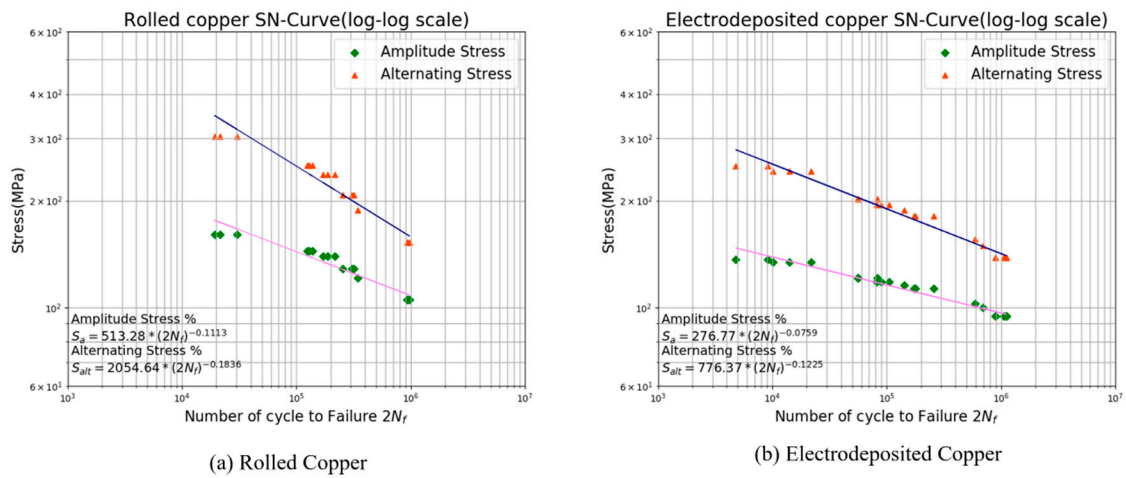 Rolled copper SN-Curve(log-log scale)
Amplitude Stress
Alternating Stress
6 × 10²
4 × 10²
3 × 10²
2 × 10²
10²
6 × 10¹
Stress(MPa)
Amplitude Stress %
Sₐ = 513.28 * (2N_f)^−0.1113
Alternating Stress %
S_alt = 2054.64 * (2N_f)^−0.1836
10³ 10⁴ 10⁵ 10⁶ 10⁷
Number of cycle to Failure 2N_f
(a) Rolled Copper
Electrodeposited copper SN-Curve(log-log scale)
Amplitude Stress
Alternating Stress
6 × 10²
4 × 10²
3 × 10²
2 × 10²
10²
6 × 10¹
Stress(MPa)
Amplitude Stress %
Sₐ = 276.77 * (2N_f)^−0.0759
Alternating Stress %
S_alt = 776.37 * (2N_f)^−0.1225
10³ 10⁴ 10⁵ 10⁶ 10⁷
Number of cycle to Failure 2N_f
(b) Electrodeposited Copper